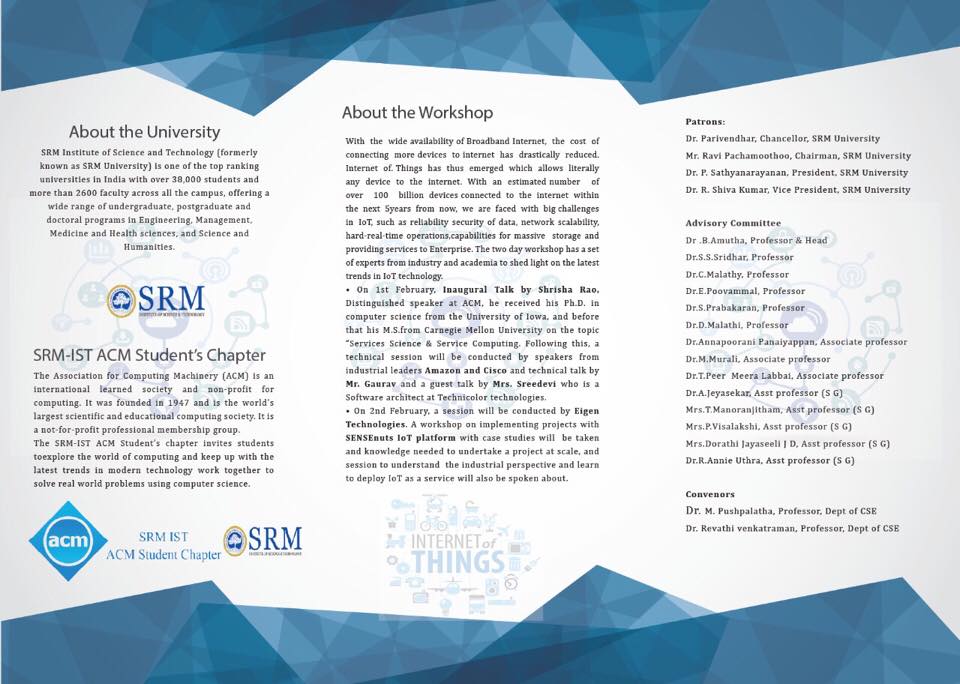 About the University
SRM Institute of Science and Technology (formerly
known as SRM University) is one of the top ranking
universities in India with over 38,000 students and
more than 2600 faculty across all the campus, offering a
wide range of undergraduate, postgraduate and
doctoral programs in Engineering, Management,
Medicine and Health sciences, and Science and
Humanities.
SRM
INSTITUTE OF SCIENCE & TECHNOLOGY
SRM-IST ACM Student's Chapter
The Association for Computing Machinery (ACM) is an
international learned society and non-profit for
computing. It was founded in 1947 and is the world's
largest scientific and educational computing society. It is
a not-for-profit professional membership group.
The SRM-IST ACM Student's chapter invites students
toexplore the world of computing and keep up with the
latest trends in modern technology work together to
solve real world problems using computer science.
acm
SRM IST
ACM Student Chapter
SRM
INSTITUTE OF SCIENCE & TECHNOLOGY
About the Workshop
With the wide availability of Broadband Internet, the cost of
connecting more devices to internet has drastically reduced.
Internet of. Things has thus emerged which allows literally
any device to the internet. With an estimated number of
over 100 billion devices connected to the internet within
the next 5years from now, we are faced with big challenges
in IoT, such as reliability security of data, network scalability,
hard-real-time operations,capabilities for massive storage and
providing services to Enterprise. The two day workshop has a set
of experts from industry and academia to shed light on the latest
trends in IoT technology.
• On 1st February, Inaugural Talk by Shrisha Rao,
Distinguished speaker at ACM, he received his Ph.D. in
computer science from the University of Iowa, and before
that his M.S.from Carnegie Mellon University on the topic
"Services Science & Service Computing. Following this, a
technical session will be conducted by speakers from
industrial leaders Amazon and Cisco and technical talk by
Mr. Gaurav and a guest talk by Mrs. Sreedevi who is a
Software architect at Technicolor technologies.
• On 2nd February, a session will be conducted by Eigen
Technologies. A workshop on implementing projects with
SENSEnuts IoT platform with case studies will be taken
and knowledge needed to undertake a project at scale, and
session to understand the industrial perspective and learn
to deploy IoT as a service will also be spoken about.
INTERNET of
THINGS
Patrons:
Dr. Parivendhar, Chancellor, SRM University
Mr. Ravi Pachamoothoo, Chairman, SRM University
Dr. P. Sathyanarayanan, President, SRM University
Dr. R. Shiva Kumar, Vice President, SRM University
Advisory Committee
Dr .B.Amutha, Professor & Head
Dr.S.S.Sridhar, Professor
Dr.C.Malathy, Professor
Dr.E.Poovammal, Professor
Dr.S.Prabakaran, Professor
Dr.D.Malathi, Professor
Dr.Annapoorani Panaiyappan, Associate professor
Dr.M.Murali, Associate professor
Dr.T.Peer Meera Labbai, Associate professor
Dr.A.Jeyasekar, Asst professor (S G)
Mrs.T.Manoranjitham, Asst professor (S G)
Mrs.P.Visalakshi, Asst professor (S G)
Mrs.Dorathi Jayaseeli J D, Asst professor (S G)
Dr.R.Annie Uthra, Asst professor (S G)
Convenors
Dr. M. Pushpalatha, Professor, Dept of CSE
Dr. Revathi venkatraman, Professor, Dept of CSE